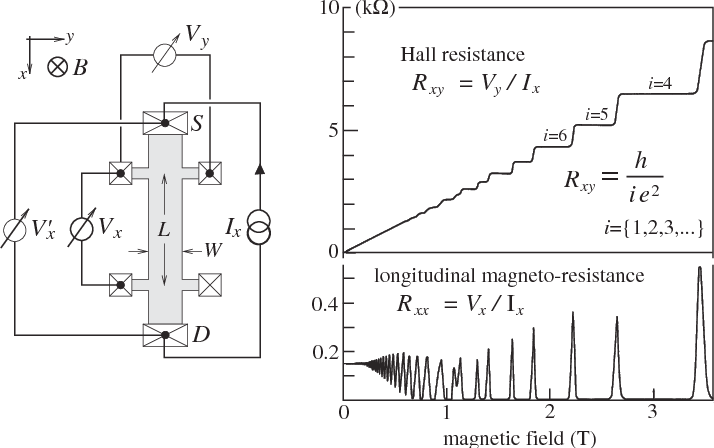 y
x
B
V_y
S
V'_x
V_x
L
W
I_x
D
10
(kΩ)
Hall resistance
R_xy = V_y / I_x
i=4
i=5
5
i=6
R_xy = h / i e²
i={1,2,3,...}
0
longitudinal magneto-resistance
R_xx = V_x / I_x
0.4
0.2
0 1 2 3
magnetic field (T)